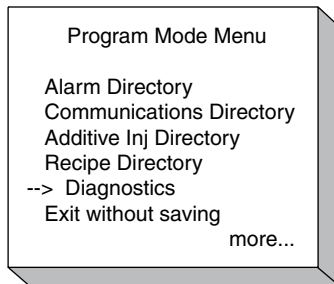 Program Mode Menu
Alarm Directory
Communications Directory
Additive Inj Directory
Recipe Directory
--> Diagnostics
Exit without saving
more...